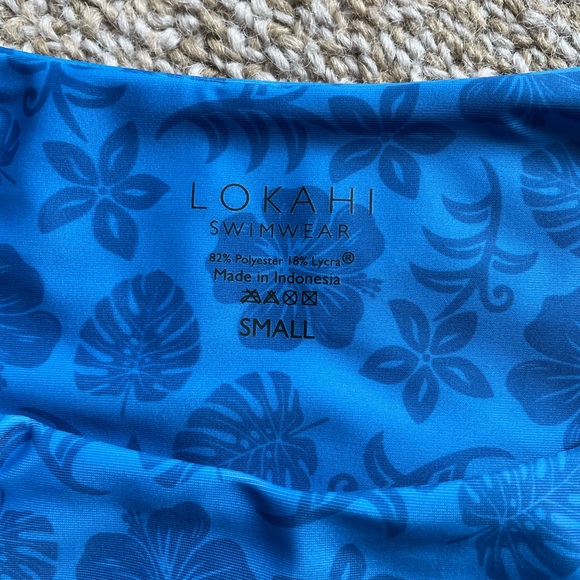 LOKAHI
SWIMWEAR
82% Polyester 18% Lycra®
Made in Indonesia
SMALL